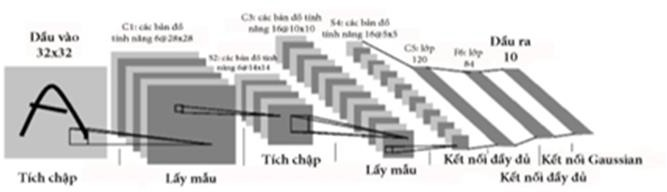 Đầu vào
32x32
C1: các bản đồ tính
năng 6@28x28
S2: các bản đồ tính
năng 6@14x14
C3: các bản đồ tính
năng 16@10x10
S4: các bản đồ
tính năng 16@5x5
C5: lớp
120
F6: lớp
84
Đầu ra
10
A
Tích chập
Lấy mẫu
Tích chập
Lấy mẫu
Kết nối đầy đủ
Kết nối đầy đủ
Kết nối Gaussian